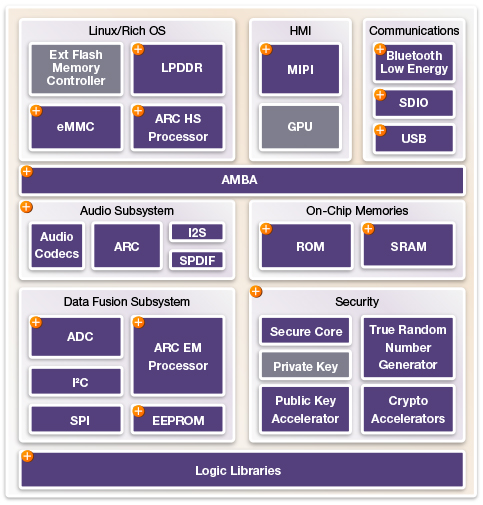 Linux/Rich OS
Ext Flash
Memory
Controller
LPDDR
eMMC
ARC HS
Processor
HMI
MIPI
GPU
Communications
Bluetooth
Low Energy
SDIO
USB
AMBA
Audio Subsystem
Audio
Codecs
ARC
I2S
SPDIF
On-Chip Memories
ROM
SRAM
Data Fusion Subsystem
ADC
I²C
SPI
ARC EM
Processor
EEPROM
Security
Secure Core
Private Key
Public Key
Accelerator
True Random
Number
Generator
Crypto
Accelerators
Logic Libraries